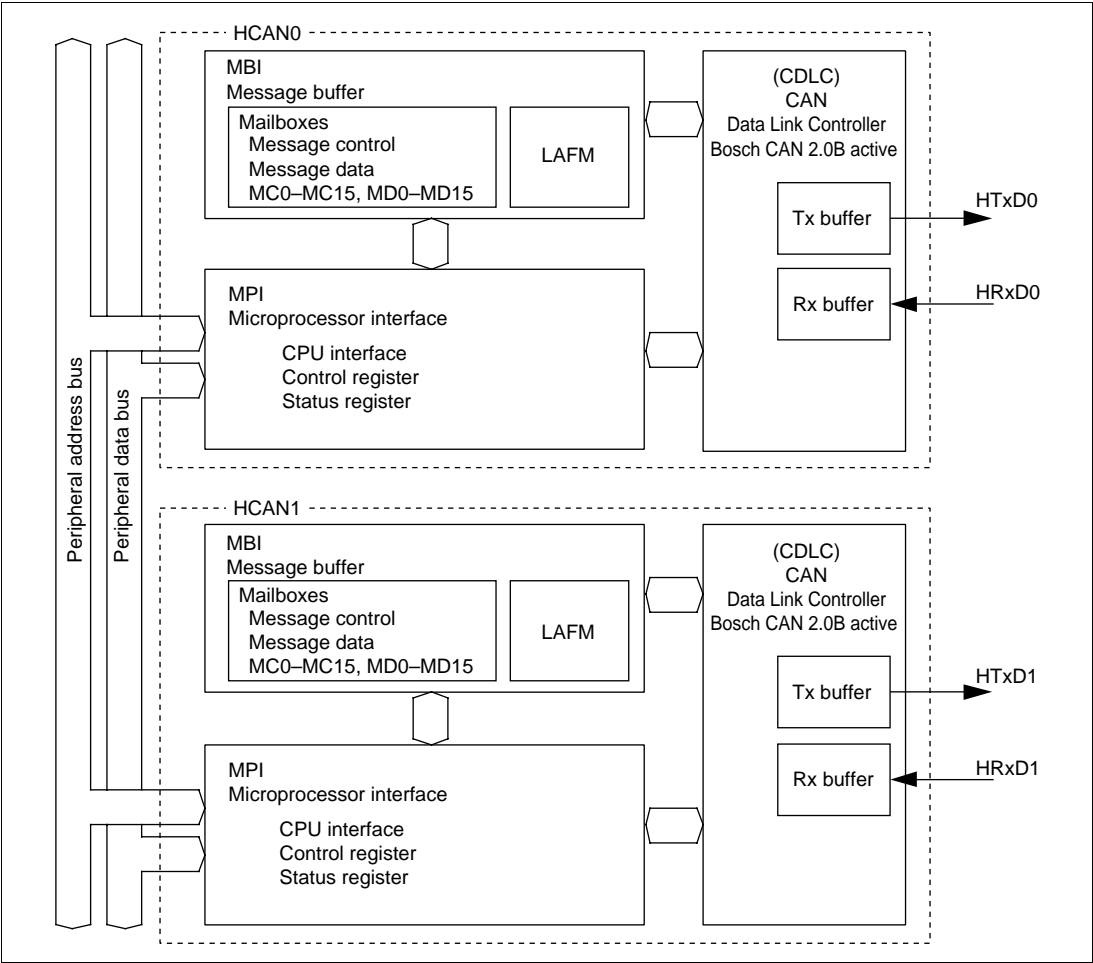 HCAN0
MBI
Message buffer
Mailboxes
Message control
Message data
MC0–MC15, MD0–MD15
LAFM
(CDLC)
CAN
Data Link Controller
Bosch CAN 2.0B active
Tx buffer
HTxD0
Rx buffer
HRxD0
MPI
Microprocessor interface
CPU interface
Control register
Status register
Peripheral address bus
Peripheral data bus
HCAN1
MBI
Message buffer
Mailboxes
Message control
Message data
MC0–MC15, MD0–MD15
LAFM
(CDLC)
CAN
Data Link Controller
Bosch CAN 2.0B active
Tx buffer
HTxD1
Rx buffer
HRxD1
MPI
Microprocessor interface
CPU interface
Control register
Status register